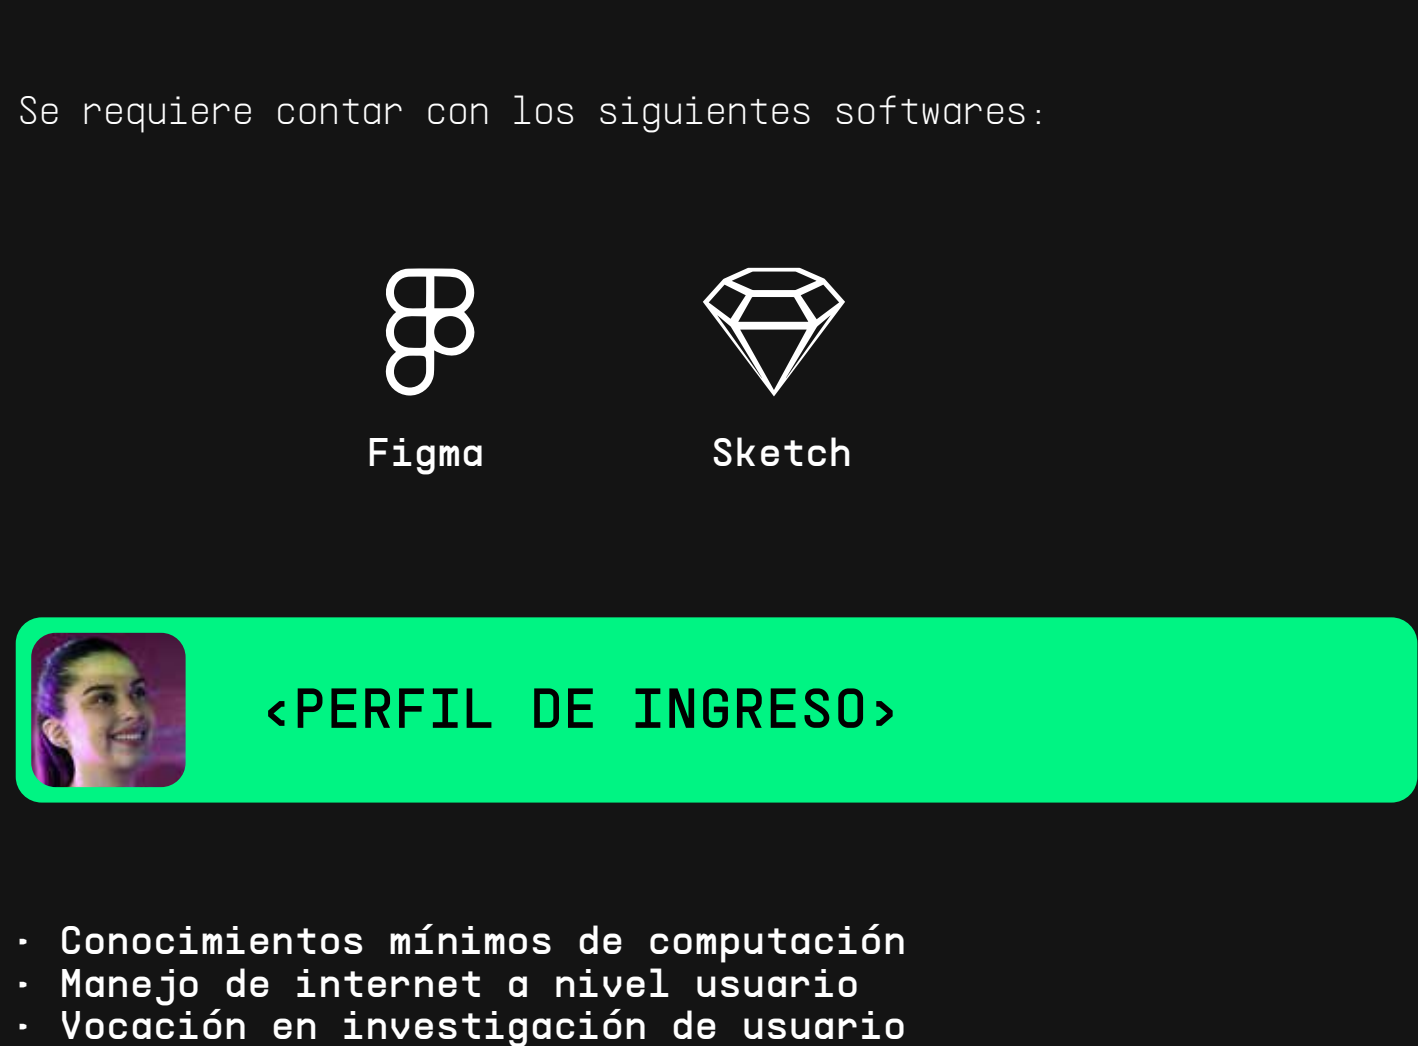 Se requiere contar con los siguientes softwares:
Figma
Sketch
<PERFIL DE INGRESO>
· Conocimientos mínimos de computación
· Manejo de internet a nivel usuario
· Vocación en investigación de usuario